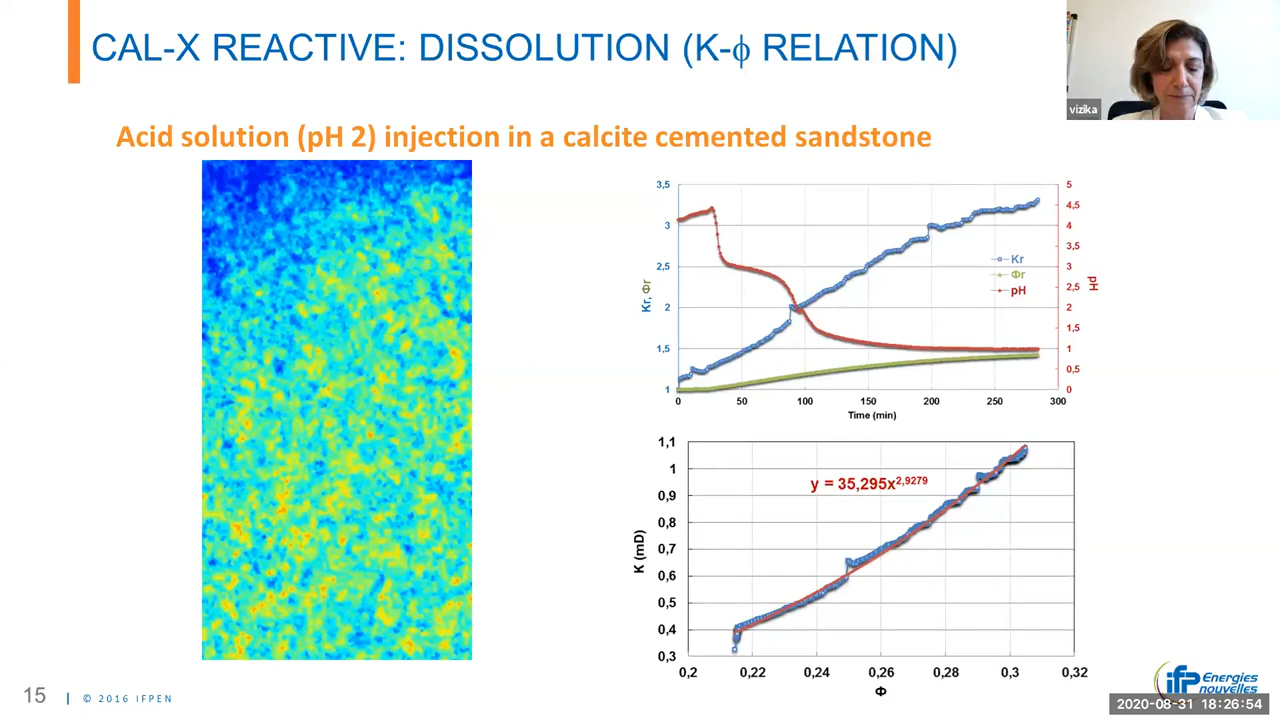 CAL-X REACTIVE: DISSOLUTION (K-ϕ RELATION)
vizika
Acid solution (pH 2) injection in a calcite cemented sandstone
3,5
3
2,5
2
1,5
1
Kr, Φr
5
4,5
4
3,5
3
2,5
2
1,5
1
0,5
0
pH
Kr
Φr
pH
0 50 100 150 200 250 300
Time (min)
1,1
1
0,9
0,8
0,7
0,6
0,5
0,4
0,3
K (mD)
y = 35,295x^2,9279
0,2 0,22 0,24 0,26 0,28 0,3 0,32
Φ
15 | © 2016 IFPEN
ifp Energies
nouvelles
2020-08-31 18:26:54